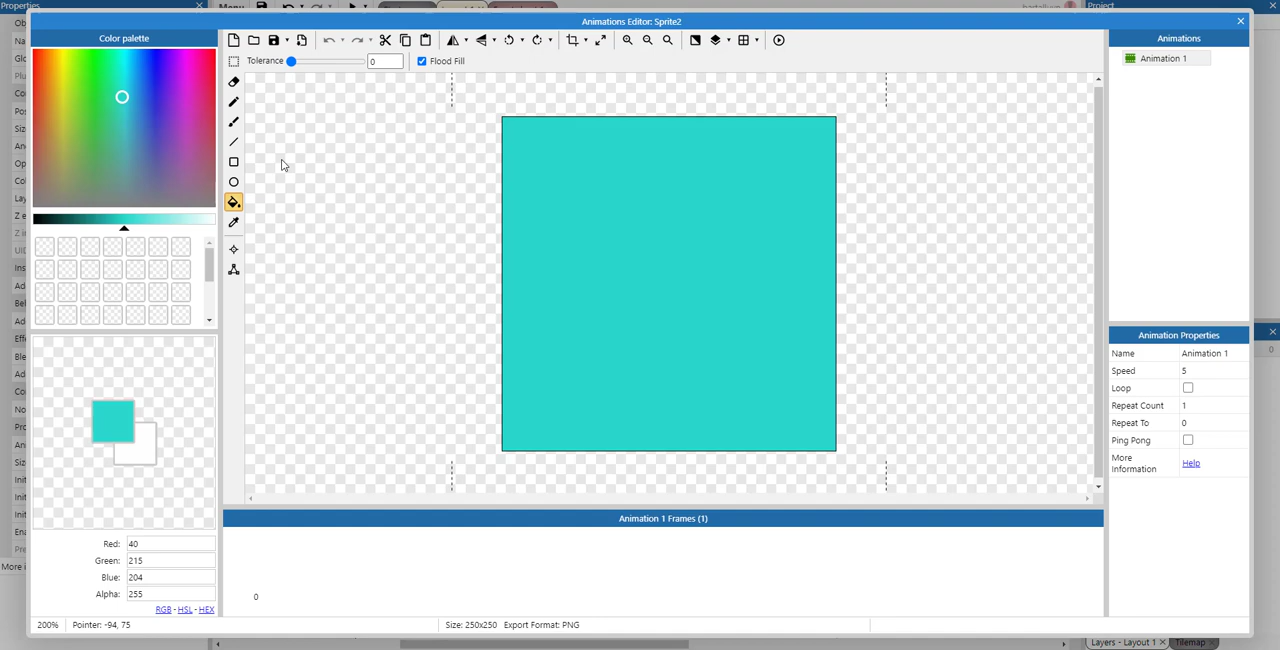 Properties
Menu
Project
Animations Editor: Sprite2
Color palette
Animations
Tolerance 0 Flood Fill
Animation 1
Animation Properties
Name Animation 1
Speed 5
Loop
Repeat Count 1
Repeat To 0
Ping Pong
More Information Help
Animation 1 Frames (1)
0
Red: 40
Green: 215
Blue: 204
Alpha: 255
RGB - HSL - HEX
200% Pointer: -94, 75 Size: 250x250 Export Format: PNG
Layers - Layout 1 Tilemap